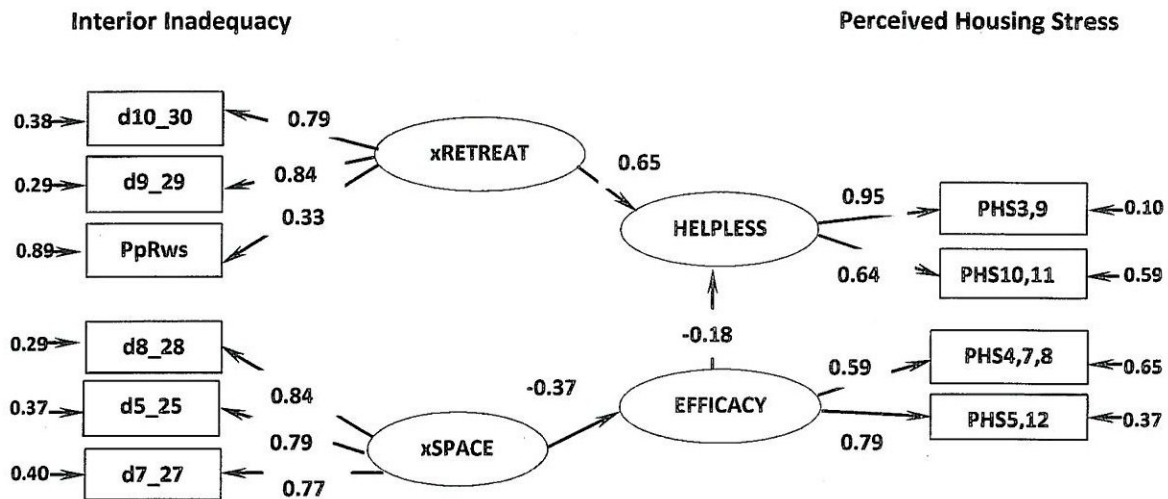 Interior Inadequacy
Perceived Housing Stress
0.38
d10_30
0.79
xRETREAT
0.65
0.29
d9_29
0.84
0.33
0.89
PpRws
HELPLESS
0.95
PHS3,9
0.10
0.64
PHS10,11
0.59
-0.18
0.29
d8_28
0.84
-0.37
EFFICACY
0.59
PHS4,7,8
0.65
0.37
d5_25
0.79
xSPACE
0.79
PHS5,12
0.37
0.40
d7_27
0.77